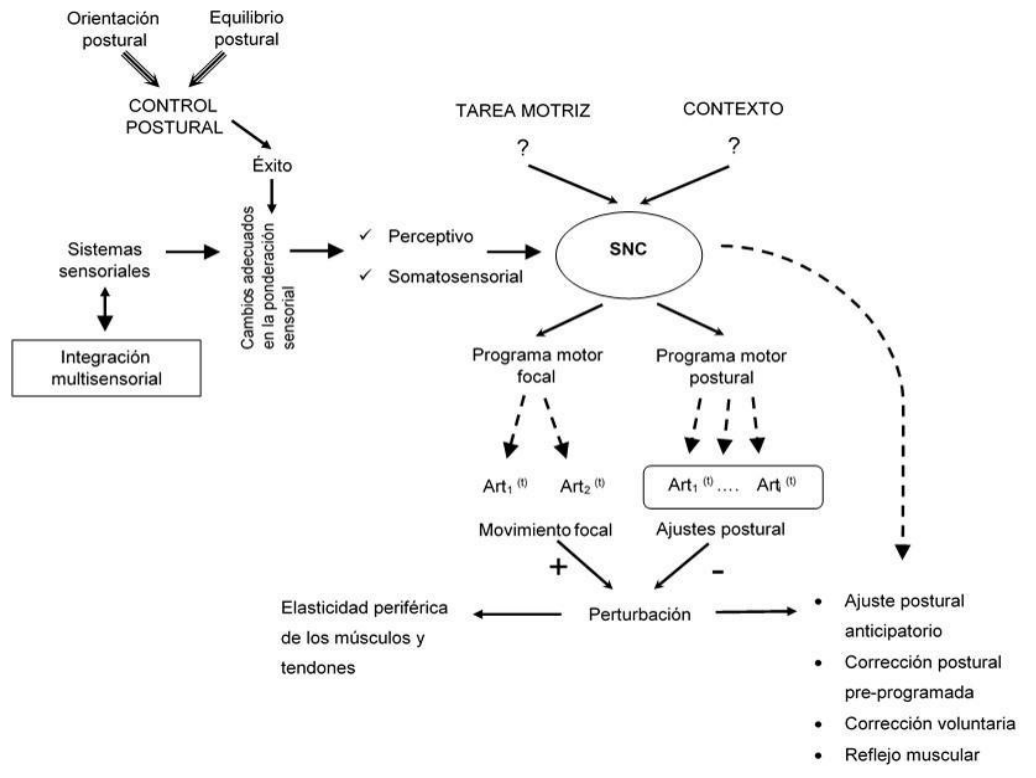 Orientación
postural
Equilibrio
postural
CONTROL
POSTURAL
Éxito
TAREA MOTRIZ
?
CONTEXTO
?
Sistemas
sensoriales
Integración
multisensorial
Cambios adecuados
en la ponderación
sensorial
✓ Perceptivo
✓ Somatosensorial
SNC
Programa motor
focal
Programa motor
postural
Art₁ ⁽ᵗ⁾ Art₂ ⁽ᵗ⁾
Art₁ ⁽ᵗ⁾ .... Artᵢ ⁽ᵗ⁾
Movimiento focal
Ajustes postural
+
-
Elasticidad periférica
de los músculos y
tendones
Perturbación
• Ajuste postural
anticipatorio
• Corrección postural
pre-programada
• Corrección voluntaria
• Reflejo muscular